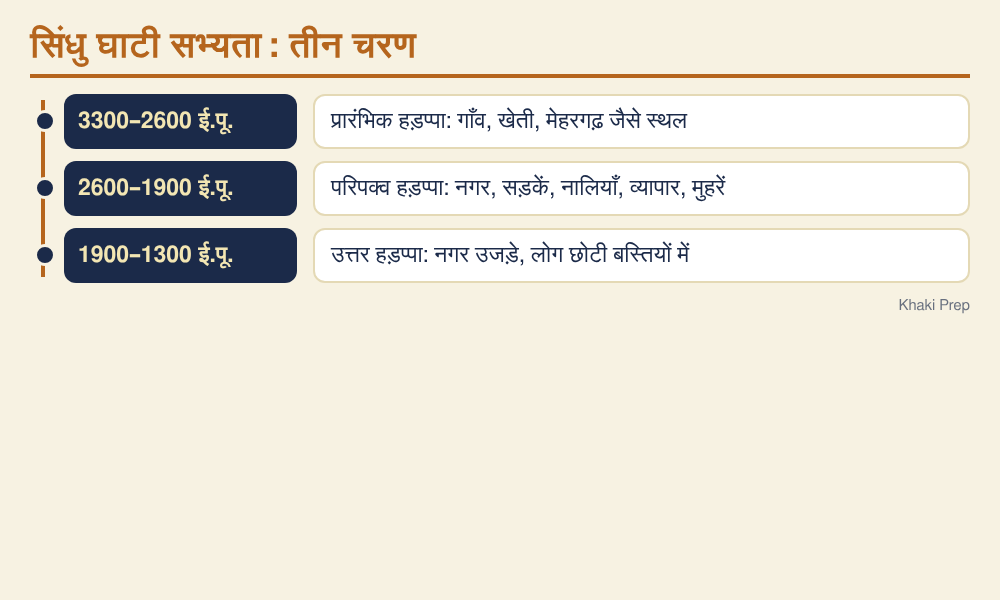 सिंधु घाटी सभ्यता : तीन चरण
3300–2600 ई.पू. प्रारंभिक हड़प्पा: गाँव, खेती, मेहरगढ़ जैसे स्थल
2600–1900 ई.पू. परिपक्व हड़प्पा: नगर, सड़कें, नालियाँ, व्यापार, मुहरें
1900–1300 ई.पू. उत्तर हड़प्पा: नगर उजड़े, लोग छोटी बस्तियों में
Khaki Prep